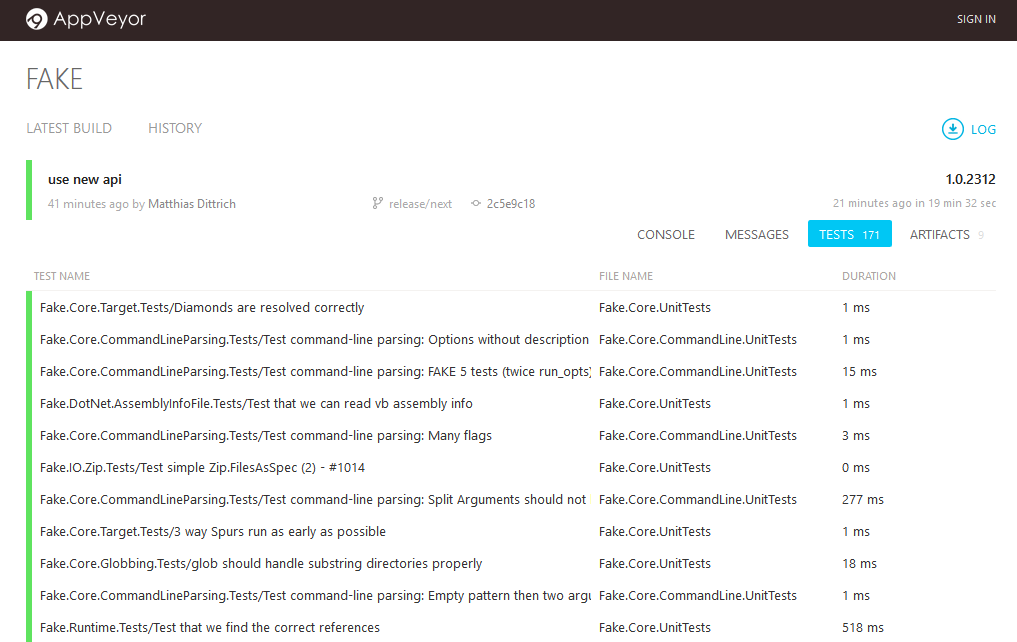 AppVeyor SIGN IN
FAKE
LATEST BUILD HISTORY LOG
use new api 1.0.2312
41 minutes ago by Matthias Dittrich release/next 2c5e9c18 21 minutes ago in 19 min 32 sec
CONSOLE MESSAGES TESTS 171 ARTIFACTS 9
TEST NAME FILE NAME DURATION
Fake.Core.Target.Tests/Diamonds are resolved correctly Fake.Core.UnitTests 1 ms
Fake.Core.CommandLineParsing.Tests/Test command-line parsing: Options without description Fake.Core.CommandLine.UnitTests 1 ms
Fake.Core.CommandLineParsing.Tests/Test command-line parsing: FAKE 5 tests (twice run_opts) Fake.Core.CommandLine.UnitTests 15 ms
Fake.DotNet.AssemblyInfoFile.Tests/Test that we can read vb assembly info Fake.Core.UnitTests 1 ms
Fake.Core.CommandLineParsing.Tests/Test command-line parsing: Many flags Fake.Core.CommandLine.UnitTests 3 ms
Fake.IO.Zip.Tests/Test simple Zip.FilesAsSpec (2) - #1014 Fake.Core.UnitTests 0 ms
Fake.Core.CommandLineParsing.Tests/Test command-line parsing: Split Arguments should not Fake.Core.CommandLine.UnitTests 277 ms
Fake.Core.Target.Tests/3 way Spurs run as early as possible Fake.Core.UnitTests 1 ms
Fake.Core.Globbing.Tests/glob should handle substring directories properly Fake.Core.UnitTests 18 ms
Fake.Core.CommandLineParsing.Tests/Test command-line parsing: Empty pattern then two argu Fake.Core.CommandLine.UnitTests 1 ms
Fake.Runtime.Tests/Test that we find the correct references Fake.Core.UnitTests 518 ms